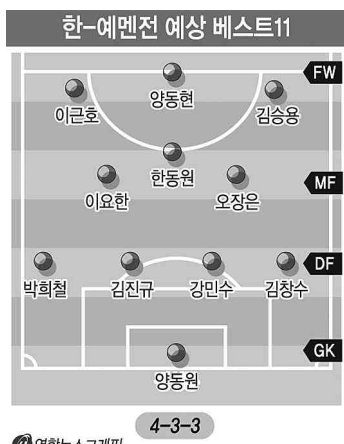 한-예멘전 예상 베스트11
FW
양동현
이근호 김승용
한동원
MF
이요한 오장은
DF
박희철 김진규 강민수 김창수
GK
양동원
4-3-3